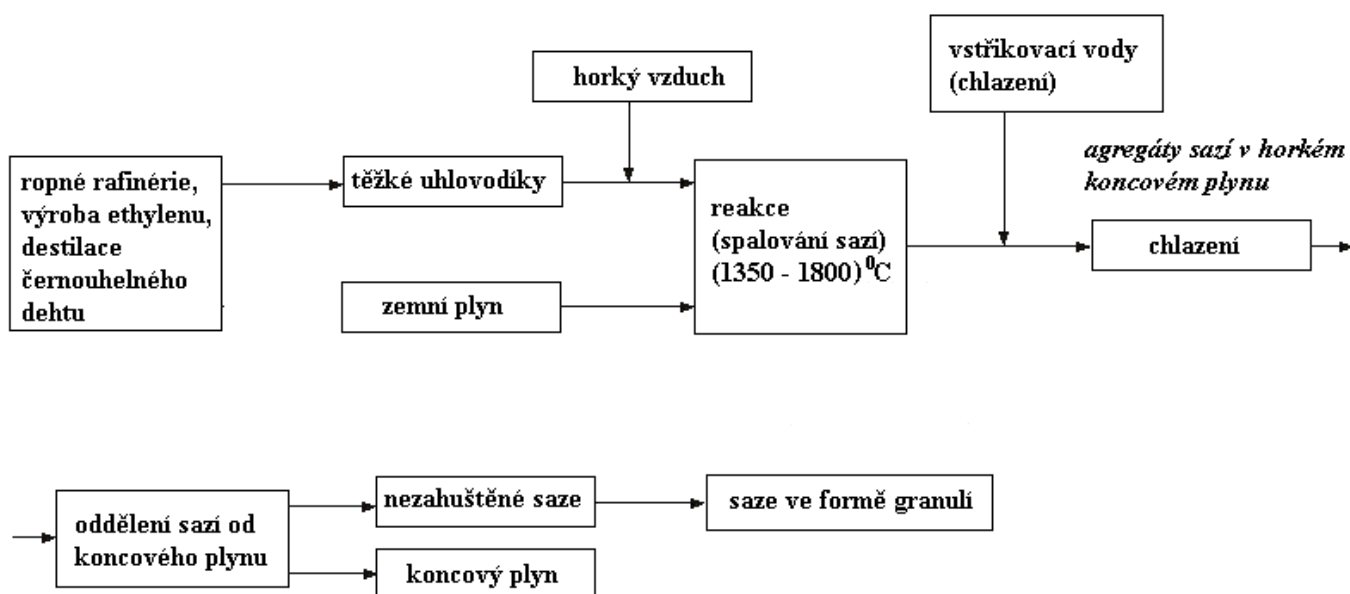 horký vzduch
vstřikovací vody
(chlazení)
ropné rafinérie,
výroba ethylenu,
destilace
černouhelného
dehtu
těžké uhlovodíky
zemní plyn
reakce
(spalování sazí)
(1350 - 1800) ⁰C
agregáty sazí v horkém
koncovém plynu
chlazení
oddělení sazí od
koncového plynu
nezahuštěné saze
koncový plyn
saze ve formě granulí